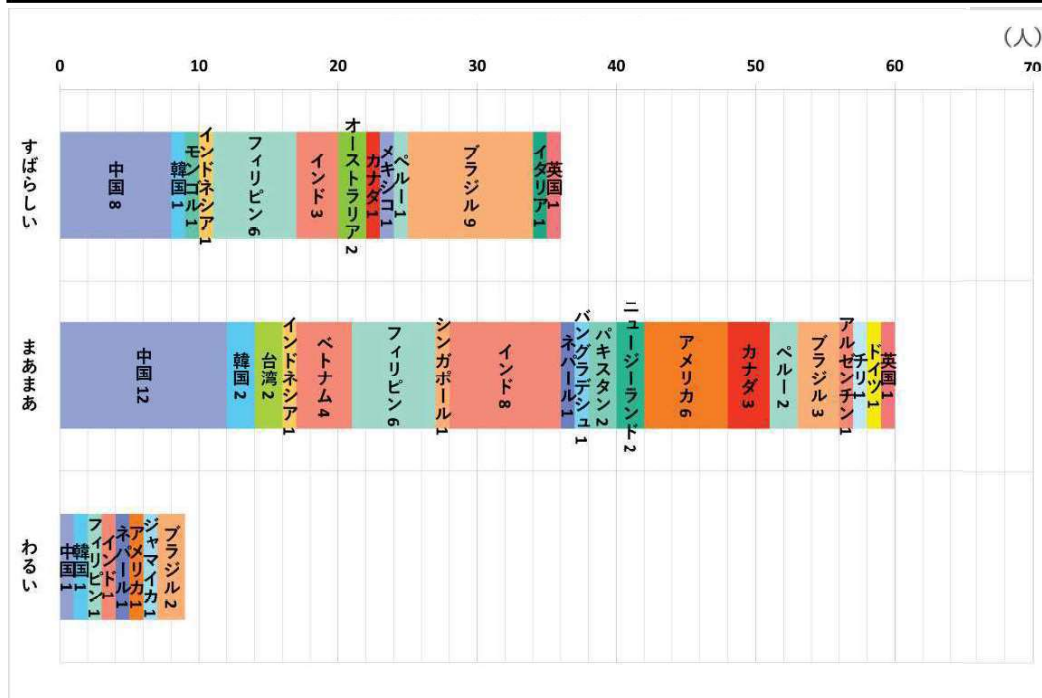 (人)
0 10 20 30 40 50 60 70
すばらしい
中国 8
韓国 1
モンゴル 1
インドネシア 1
フィリピン 6
インド 3
オーストラリア 2
カナダ 1
メキシコ 1
ペルー 1
ブラジル 9
イタリア 1
英国 1
まあまあ
中国 12
韓国 2
台湾 2
インドネシア 1
ベトナム 4
フィリピン 6
シンガポール 1
インド 8
ネパール 1
バングラデシュ 1
パキスタン 2
ニュージーランド 2
アメリカ 6
カナダ 3
ペルー 2
ブラジル 3
アルゼンチン 1
チリ 1
ドイツ 1
英国 1
わるい
中国 1
韓国 1
フィリピン 1
インド 1
ネパール 1
アメリカ 1
ジャマイカ 1
ブラジル 2